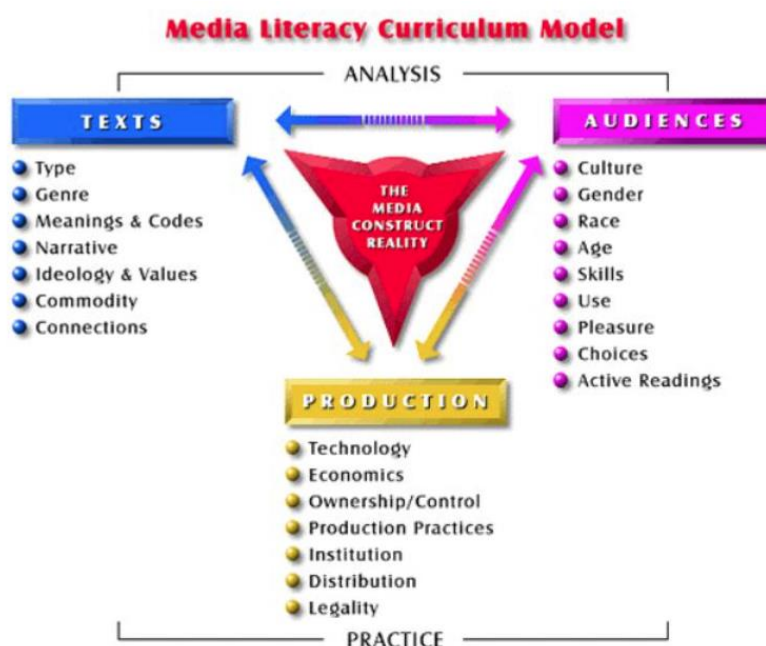 Media Literacy Curriculum Model
ANALYSIS
TEXTS
Type
Genre
Meanings & Codes
Narrative
Ideology & Values
Commodity
Connections
THE
MEDIA
CONSTRUCT
REALITY
AUDIENCES
Culture
Gender
Race
Age
Skills
Use
Pleasure
Choices
Active Readings
PRODUCTION
Technology
Economics
Ownership/Control
Production Practices
Institution
Distribution
Legality
PRACTICE